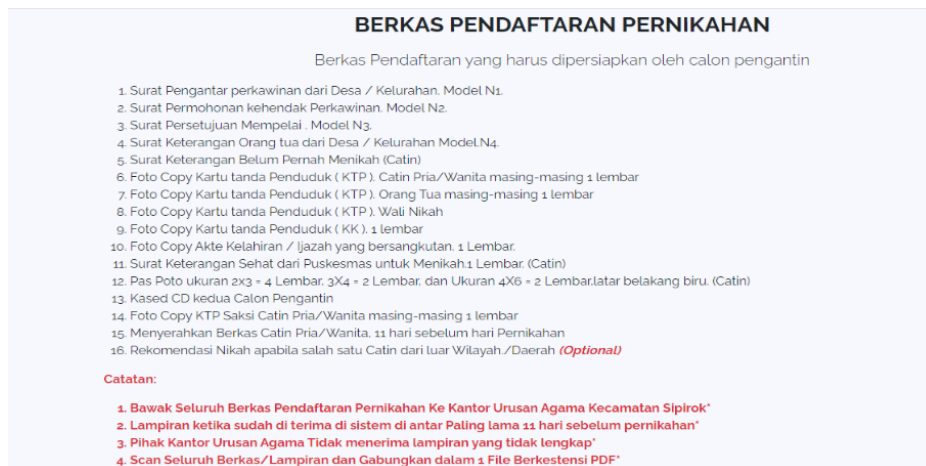 BERKAS PENDAFTARAN PERNIKAHAN
Berkas Pendaftaran yang harus dipersiapkan oleh calon pengantin
1. Surat Pengantar perkawinan dari Desa / Kelurahan. Model N1.
2. Surat Permohonan kehendak Perkawinan. Model N2.
3. Surat Persetujuan Mempelai . Model N3.
4. Surat Keterangan Orang tua dari Desa / Kelurahan Model.N4.
5. Surat Keterangan Belum Pernah Menikah (Catin)
6. Foto Copy Kartu tanda Penduduk ( KTP ). Catin Pria/Wanita masing-masing 1 lembar
7. Foto Copy Kartu tanda Penduduk ( KTP ). Orang Tua masing-masing 1 lembar
8. Foto Copy Kartu tanda Penduduk ( KTP ). Wali Nikah
9. Foto Copy Kartu tanda Penduduk ( KK ). 1 lembar
10. Foto Copy Akte Kelahiran / Ijazah yang bersangkutan. 1 Lembar.
11. Surat Keterangan Sehat dari Puskesmas untuk Menikah.1 Lembar. (Catin)
12. Pas Poto ukuran 2x3 = 4 Lembar. 3X4 = 2 Lembar. dan Ukuran 4X6 = 2 Lembar.latar belakang biru. (Catin)
13. Kased CD kedua Calon Pengantin
14. Foto Copy KTP Saksi Catin Pria/Wanita masing-masing 1 lembar
15. Menyerahkan Berkas Catin Pria/Wanita. 11 hari sebelum hari Pernikahan
16. Rekomendasi Nikah apabila salah satu Catin dari luar Wilayah./Daerah (Optional)
Catatan:
1. Bawak Seluruh Berkas Pendaftaran Pernikahan Ke Kantor Urusan Agama Kecamatan Sipirok*
2. Lampiran ketika sudah di terima di sistem di antar Paling lama 11 hari sebelum pernikahan*
3. Pihak Kantor Urusan Agama Tidak menerima lampiran yang tidak lengkap*
4. Scan Seluruh Berkas/Lampiran dan Gabungkan dalam 1 File Berkestensi PDF*